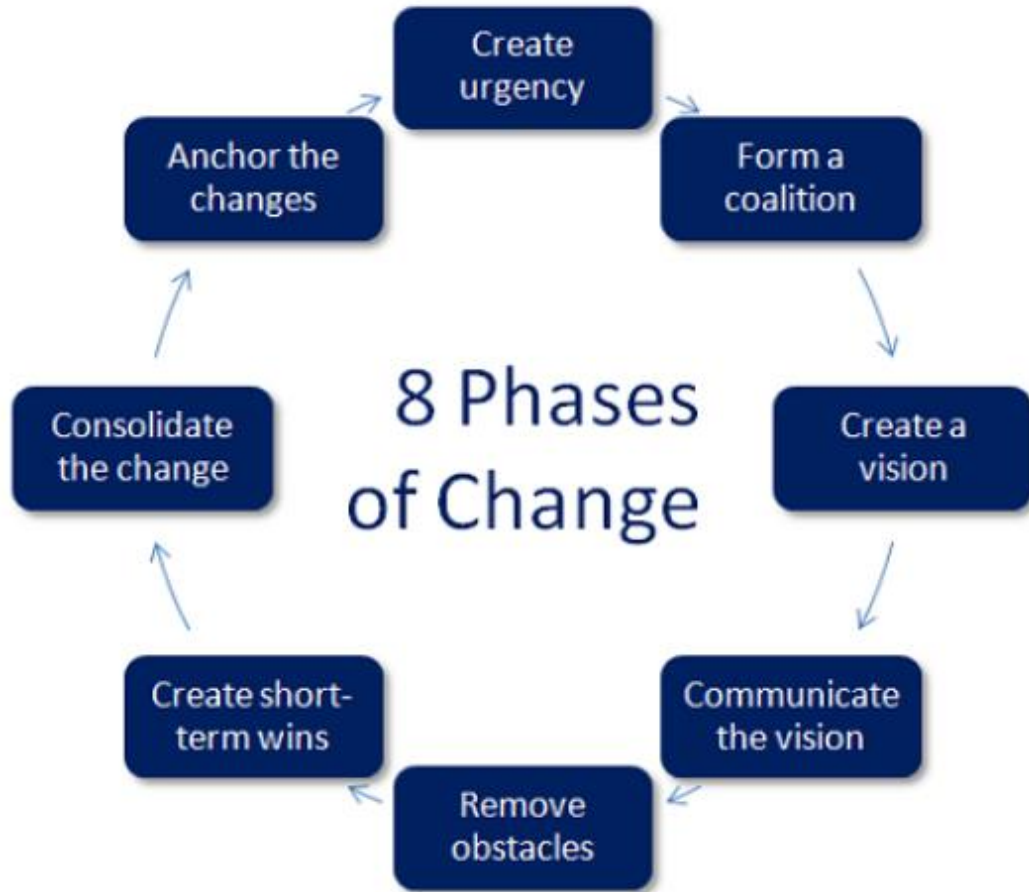 Create
urgency
Form a
coalition
Create a
vision
Communicate
the vision
Remove
obstacles
Create short-
term wins
Consolidate
the change
Anchor the
changes
8 Phases
of Change